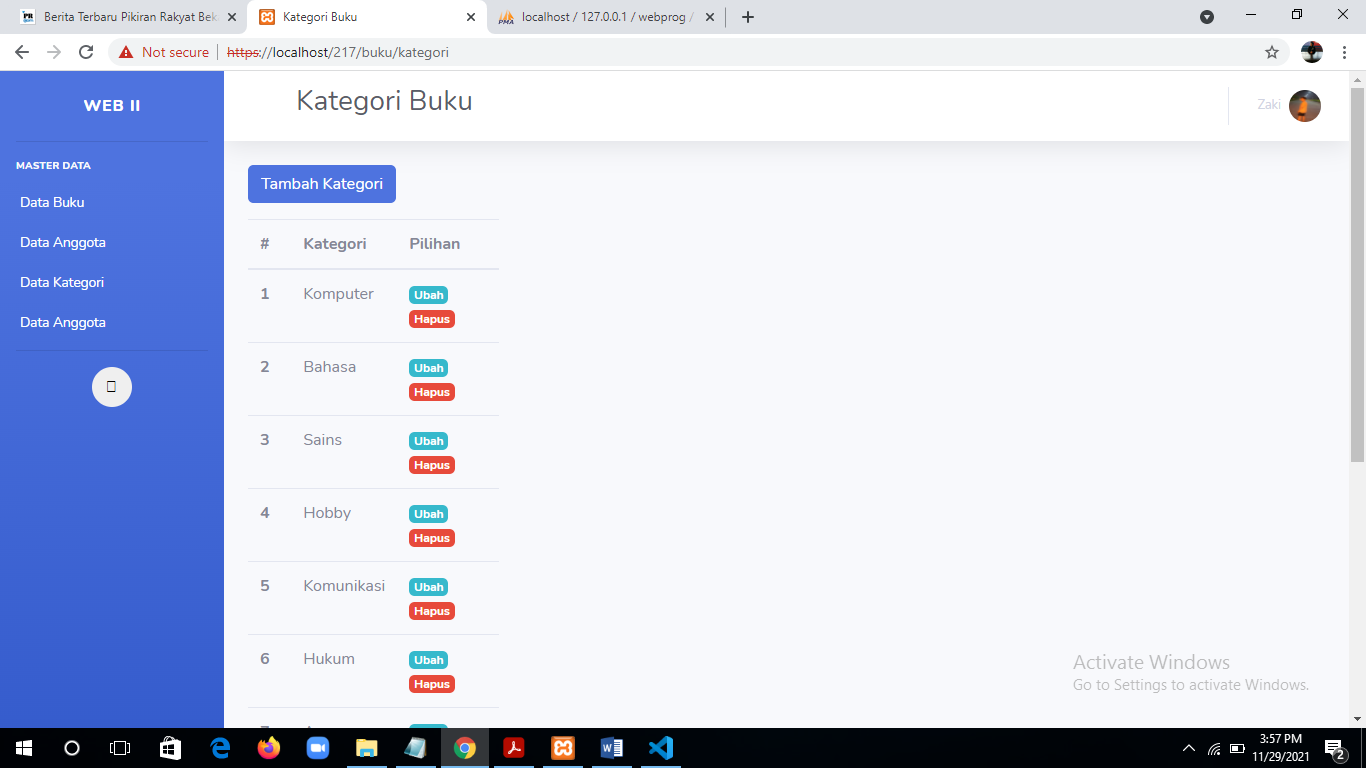 Berita Terbaru Pikiran Rakyat Bek
Kategori Buku
localhost / 127.0.0.1 / webprog /
Not secure
https://localhost/217/buku/kategori
WEB II
Kategori Buku
Zaki
MASTER DATA
Data Buku
Data Anggota
Data Kategori
Data Anggota
Tambah Kategori
# Kategori Pilihan
1 Komputer Ubah
Hapus
2 Bahasa Ubah
Hapus
3 Sains Ubah
Hapus
4 Hobby Ubah
Hapus
5 Komunikasi Ubah
Hapus
6 Hukum Ubah
Hapus
Activate Windows
Go to Settings to activate Windows.
3:57 PM
11/29/2021
2